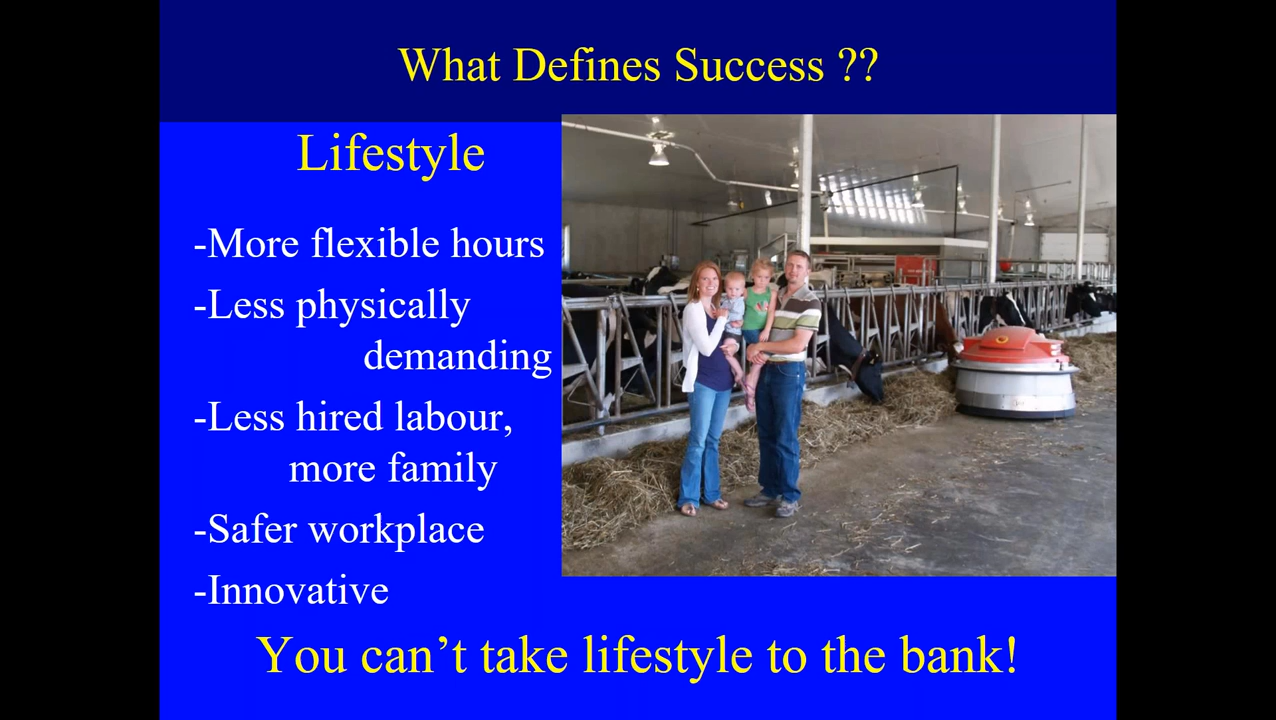 What Defines Success ??
Lifestyle
-More flexible hours
-Less physically
demanding
-Less hired labour,
more family
-Safer workplace
-Innovative
You can’t take lifestyle to the bank!